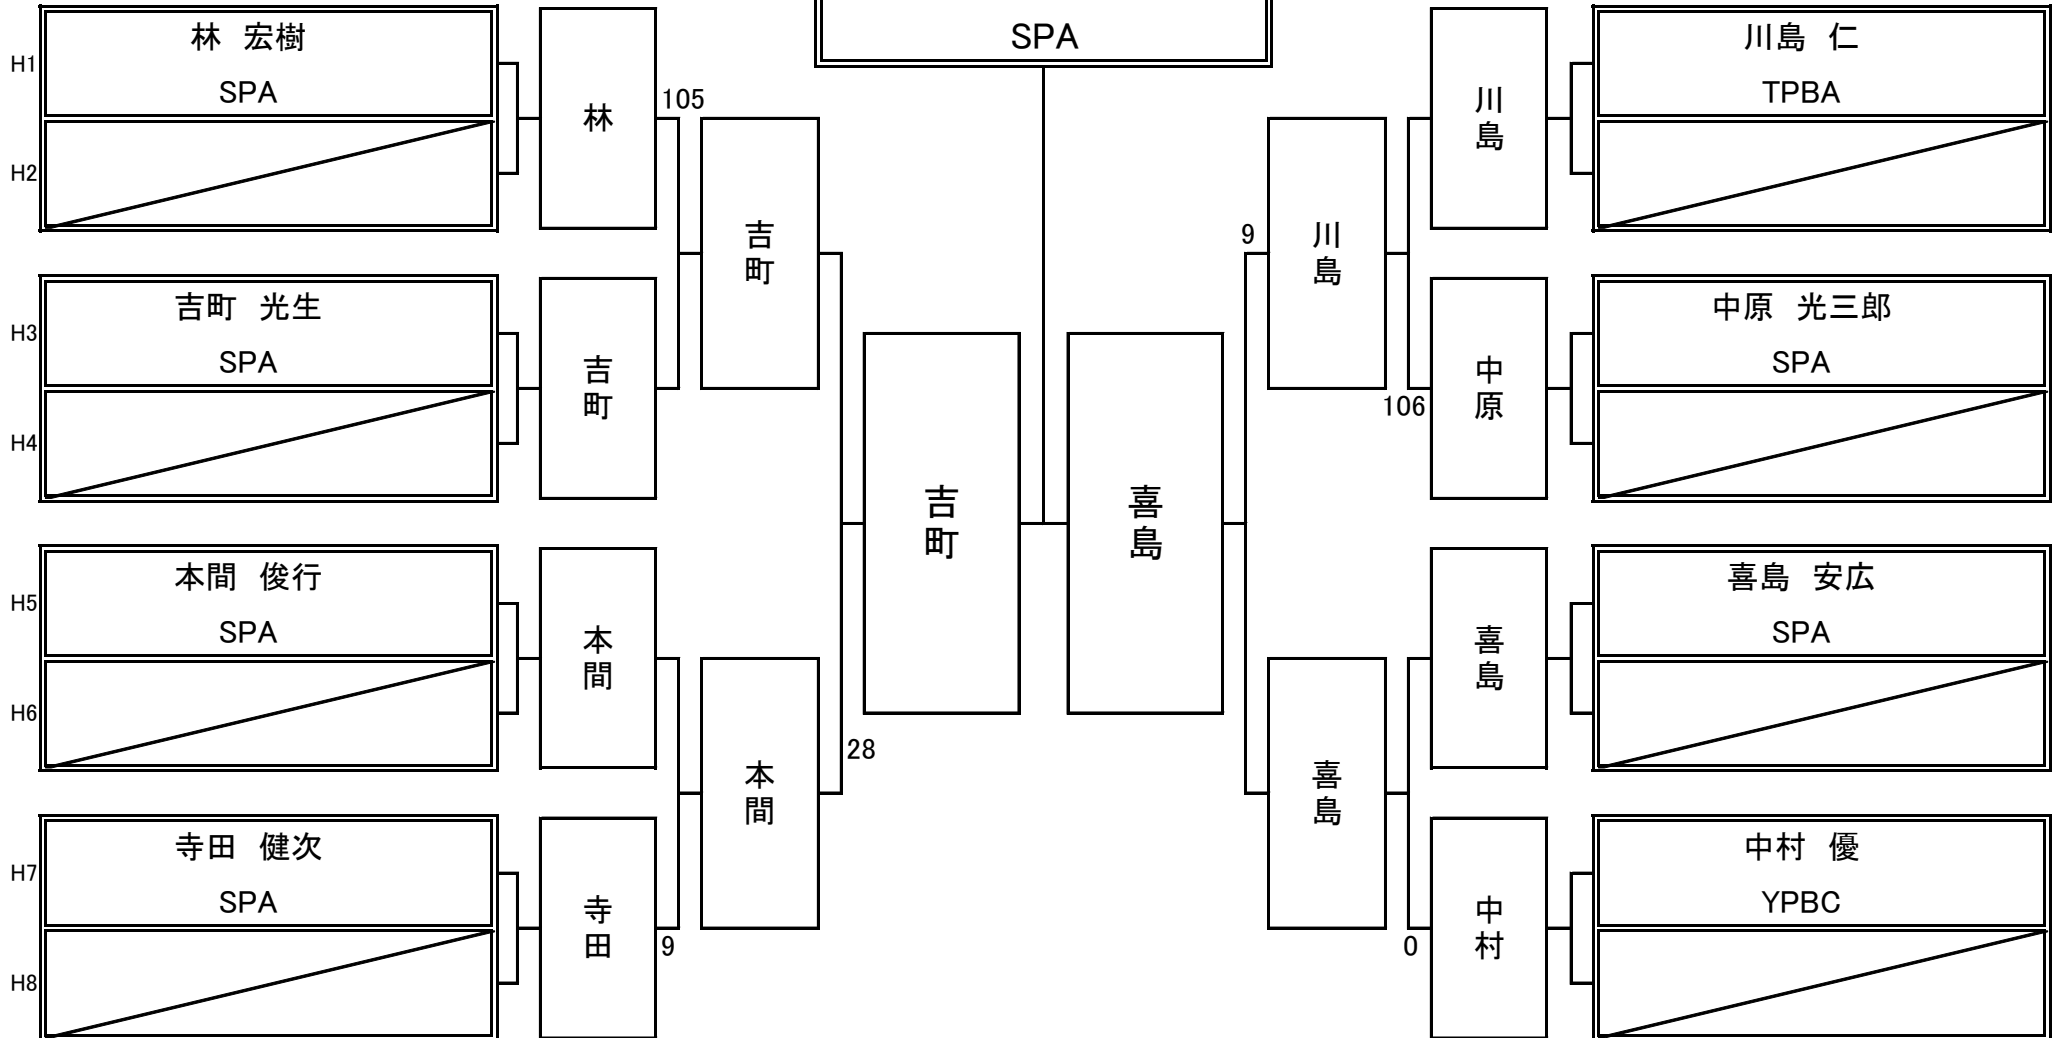 SPA
H1
林 宏樹
SPA
H2
林
105
H3
吉町 光生
SPA
H4
吉町
吉町
H5
本間 俊行
SPA
H6
本間
H7
寺田 健次
SPA
H8
寺田
9
本間
28
吉町
喜島
9
川島
106
川島
中原
喜島
喜島
0
中村
川島 仁
TPBA
中原 光三郎
SPA
喜島 安広
SPA
中村 優
YPBC